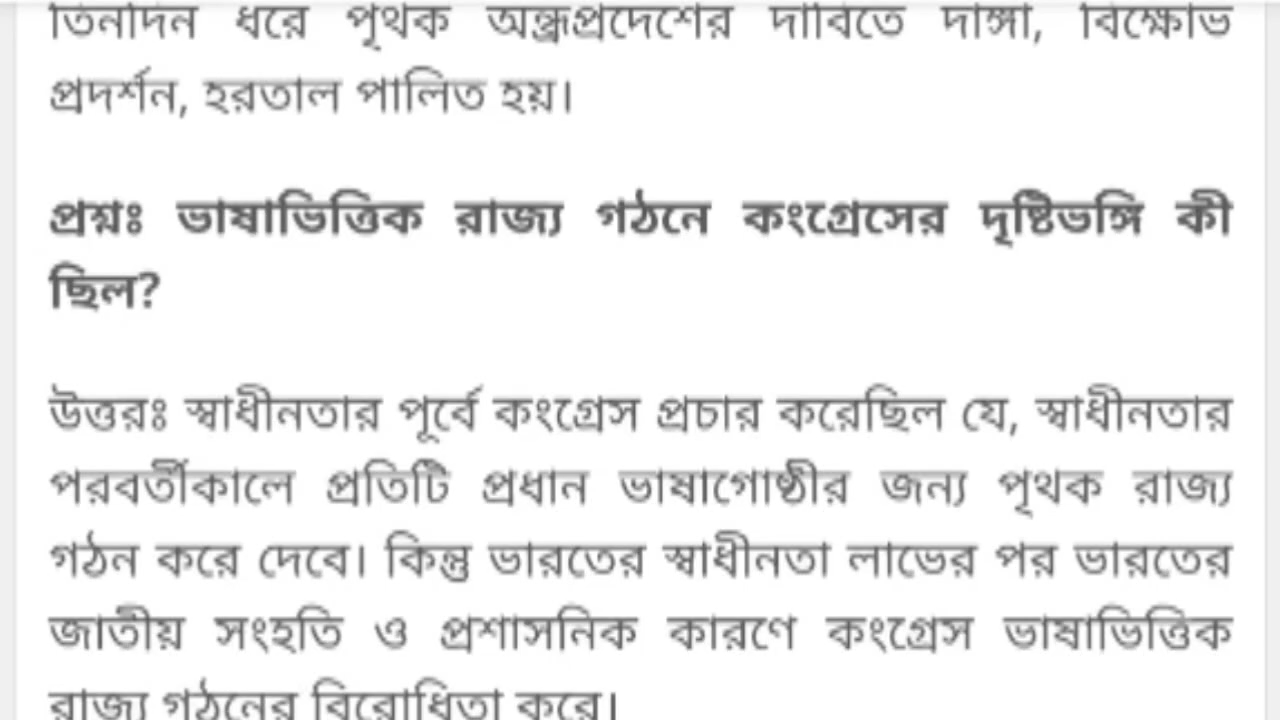 তিনদিন ধরে পৃথক অন্ধ্রপ্রদেশের দাবিতে দাঙ্গা, বিক্ষোভ
প্রদর্শন, হরতাল পালিত হয়।
প্রশ্নঃ ভাষাভিত্তিক রাজ্য গঠনে কংগ্রেসের দৃষ্টিভঙ্গি কী
ছিল?
উত্তরঃ স্বাধীনতার পূর্বে কংগ্রেস প্রচার করেছিল যে, স্বাধীনতার
পরবর্তীকালে প্রতিটি প্রধান ভাষাগোষ্ঠীর জন্য পৃথক রাজ্য
গঠন করে দেবে। কিন্তু ভারতের স্বাধীনতা লাভের পর ভারতের
জাতীয় সংহতি ও প্রশাসনিক কারণে কংগ্রেস ভাষাভিত্তিক
রাজ্য গঠনের বিরোধিতা করে।